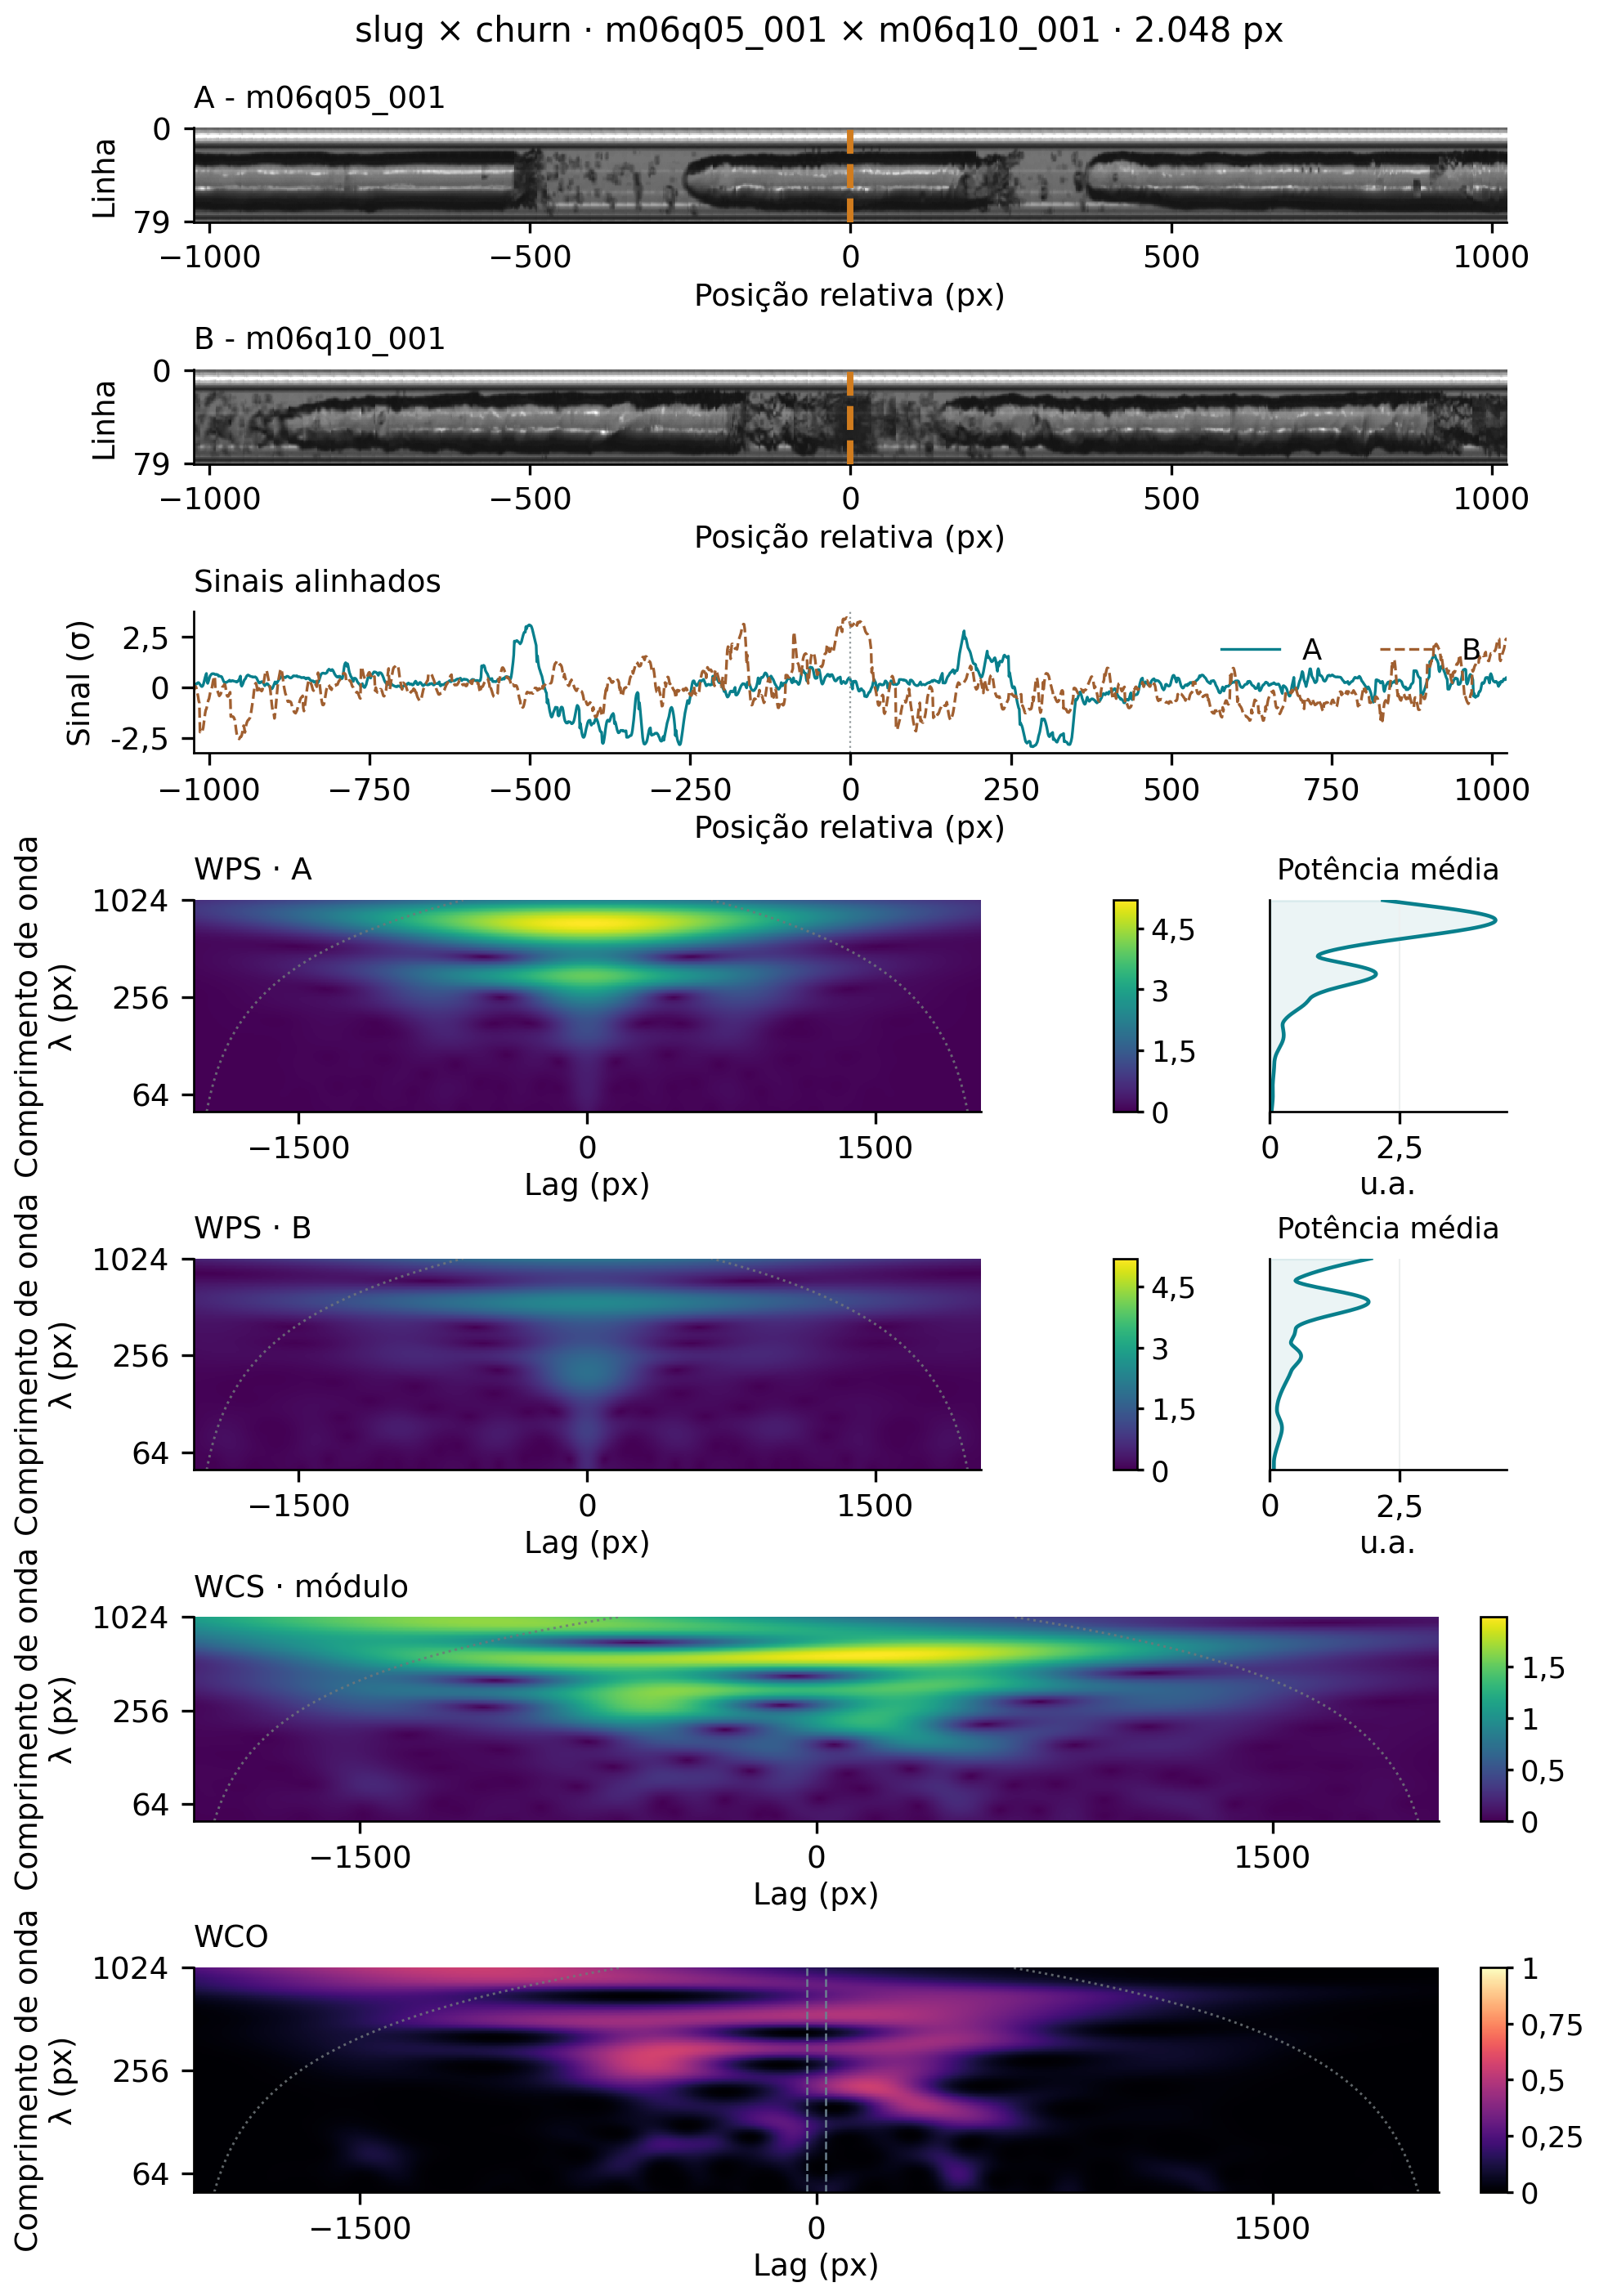 slug × churn · m06q05_001 × m06q10_001 · 2.048 px
A - m06q05_001
Linha
0
79
−1000
−500
0
500
1000
Posição relativa (px)
B - m06q10_001
Linha
0
79
−1000
−500
0
500
1000
Posição relativa (px)
Sinais alinhados
Sinal (σ)
2,5
0
-2,5
A
B
−1000
−750
−500
−250
0
250
500
750
1000
Posição relativa (px)
WPS · A
Comprimento de onda
λ (px)
1024
256
64
−1500
0
1500
Lag (px)
4,5
3
1,5
0
Potência média
0
2,5
u.a.
WPS · B
Comprimento de onda
λ (px)
1024
256
64
−1500
0
1500
Lag (px)
4,5
3
1,5
0
Potência média
0
2,5
u.a.
WCS · módulo
Comprimento de onda
λ (px)
1024
256
64
−1500
0
1500
Lag (px)
1,5
1
0,5
0
WCO
Comprimento de onda
λ (px)
1024
256
64
−1500
0
1500
Lag (px)
1
0,75
0,5
0,25
0